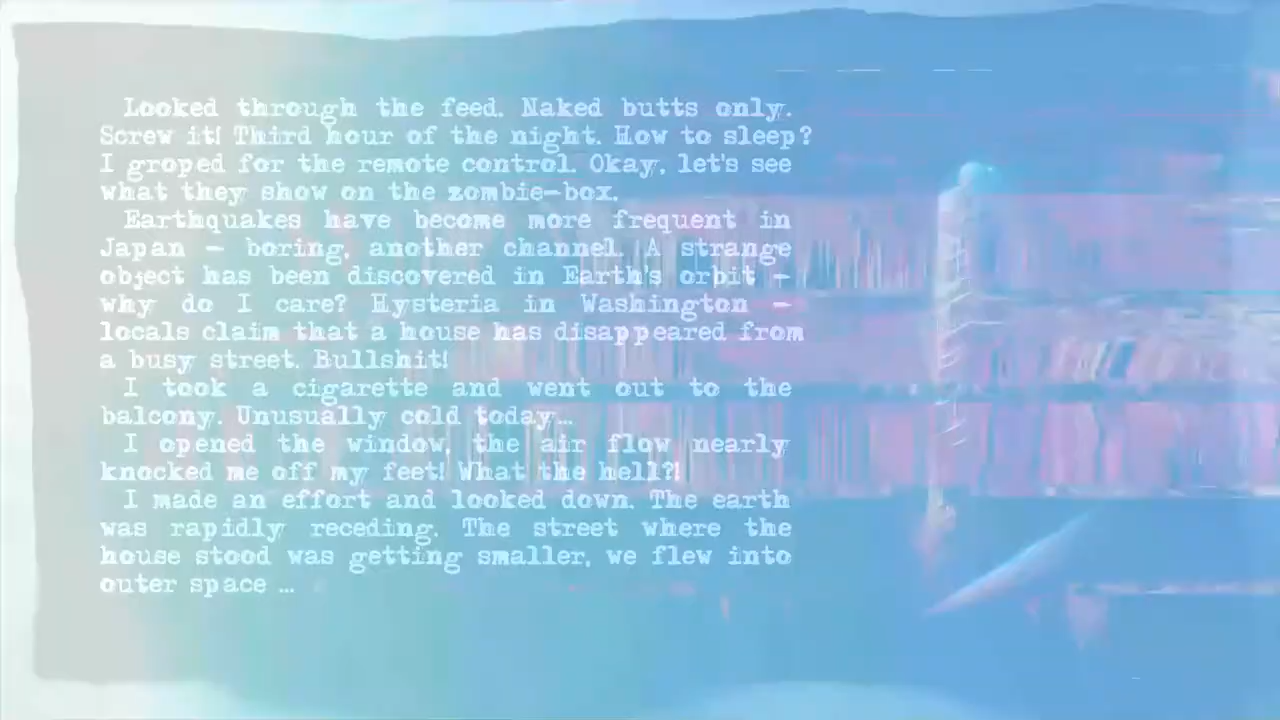 Looked through the feed. Naked butts only.
Screw it! Third hour of the night. How to sleep?
I groped for the remote control. Okay, let's see
what they show on the zombie-box.
Earthquakes have become more frequent in
Japan - boring, another channel. A strange
object has been discovered in Earth's orbit -
why do I care? Hysteria in Washington -
locals claim that a house has disappeared from
a busy street. Bullshit!
I took a cigarette and went out to the
balcony. Unusually cold today...
I opened the window, the air flow nearly
knocked me off my feet! What the hell?!
I made an effort and looked down. The earth
was rapidly receding. The street where the
house stood was getting smaller, we flew into
outer space ...